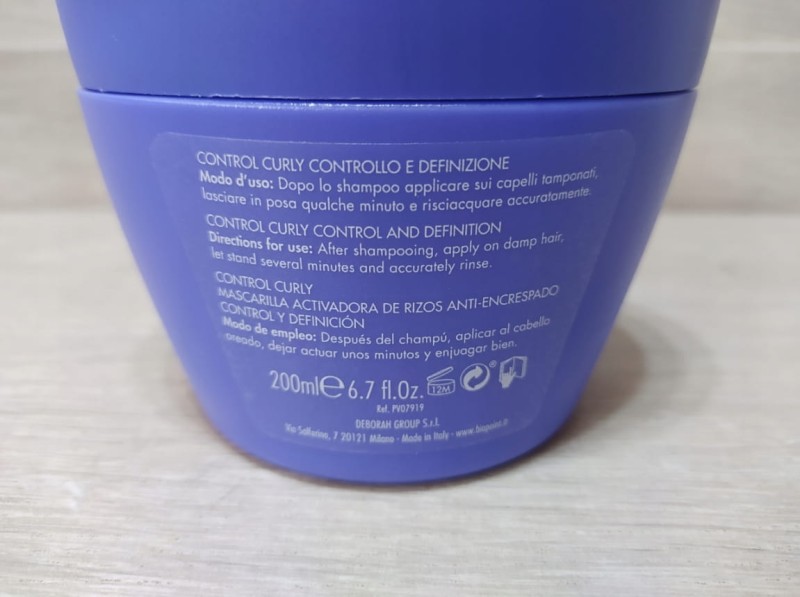 CONTROL CURLY CONTROLLO E DEFINIZIONE
Modo d'uso: Dopo lo shampoo applicare sui capelli tamponati,
lasciare in posa qualche minuto e risciacquare accuratamente.
CONTROL CURLY CONTROL AND DEFINITION
Directions for use: After shampooing, apply on damp hair,
let stand several minutes and accurately rinse.
CONTROL CURLY
MASCARILLA ACTIVADORA DE RIZOS ANTI-ENCRESPADO
CONTROL Y DEFINICIÓN
Modo de empleo: Después del champú, aplicar al cabello
oreado, dejar actuar unos minutos y enjuagar bien.
200ml℮ 6.7 fl.Oz. 12M ®
Ref. PV07919
DEBORAH GROUP S.r.l.
Via Solferino, 7 20121 Milano - Made in Italy - www.biopoint.it